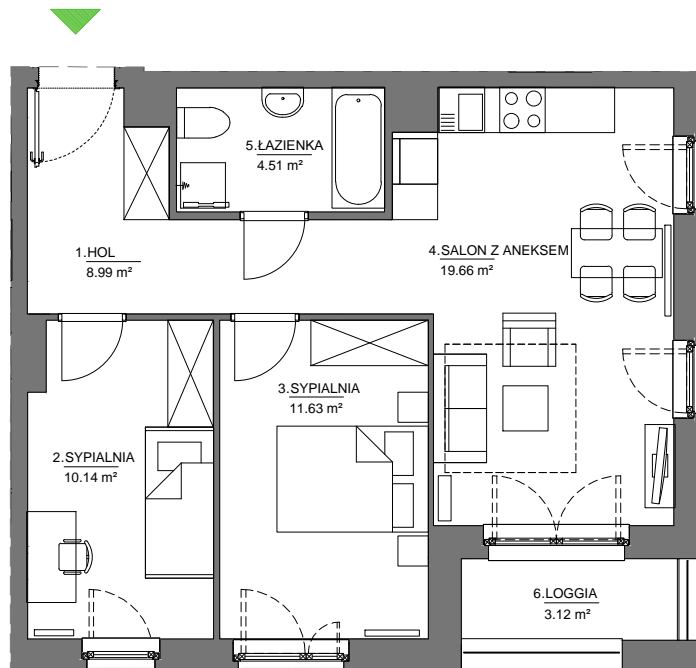 5.ŁAZIENKA
4.51 m²
1.HOL
8.99 m²
4.SALON Z ANEKSEM
19.66 m²
3.SYPIALNIA
11.63 m²
2.SYPIALNIA
10.14 m²
6.LOGGIA
3.12 m²